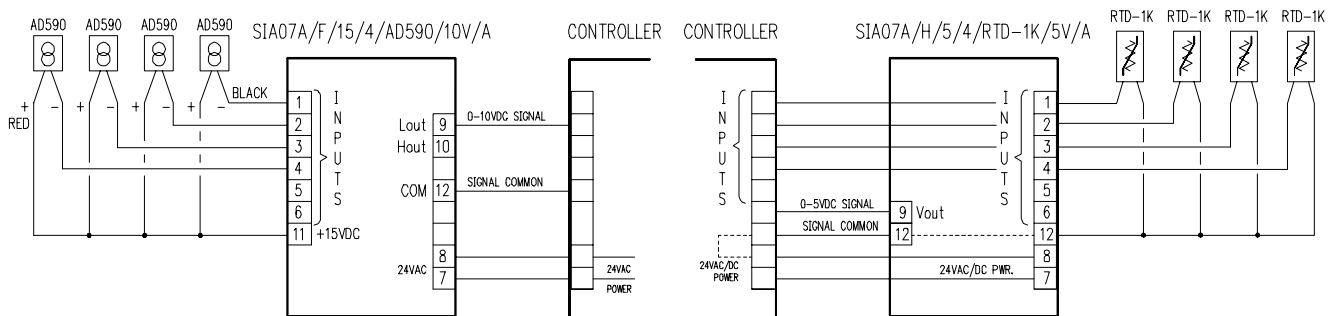 AD590 AD590 AD590 AD590
SIA07A/F/15/4/AD590/10V/A
CONTROLLER
CONTROLLER
SIA07A/H/5/4/RTD-1K/5V/A
RTD-1K RTD-1K RTD-1K RTD-1K
+ − + − + − + −
RED
BLACK
1
2
3
4
5
6
11 +15VDC
INPUTS
Lout 9
Hout 10
COM 12
8
24VAC 7
0-10VDC SIGNAL
SIGNAL COMMON
24VAC
POWER
INPUTS
0-5VDC SIGNAL
SIGNAL COMMON
24VAC/DC
POWER
9 Vout
12
INPUTS
24VAC/DC PWR.
1
2
3
4
5
6
12
8
7